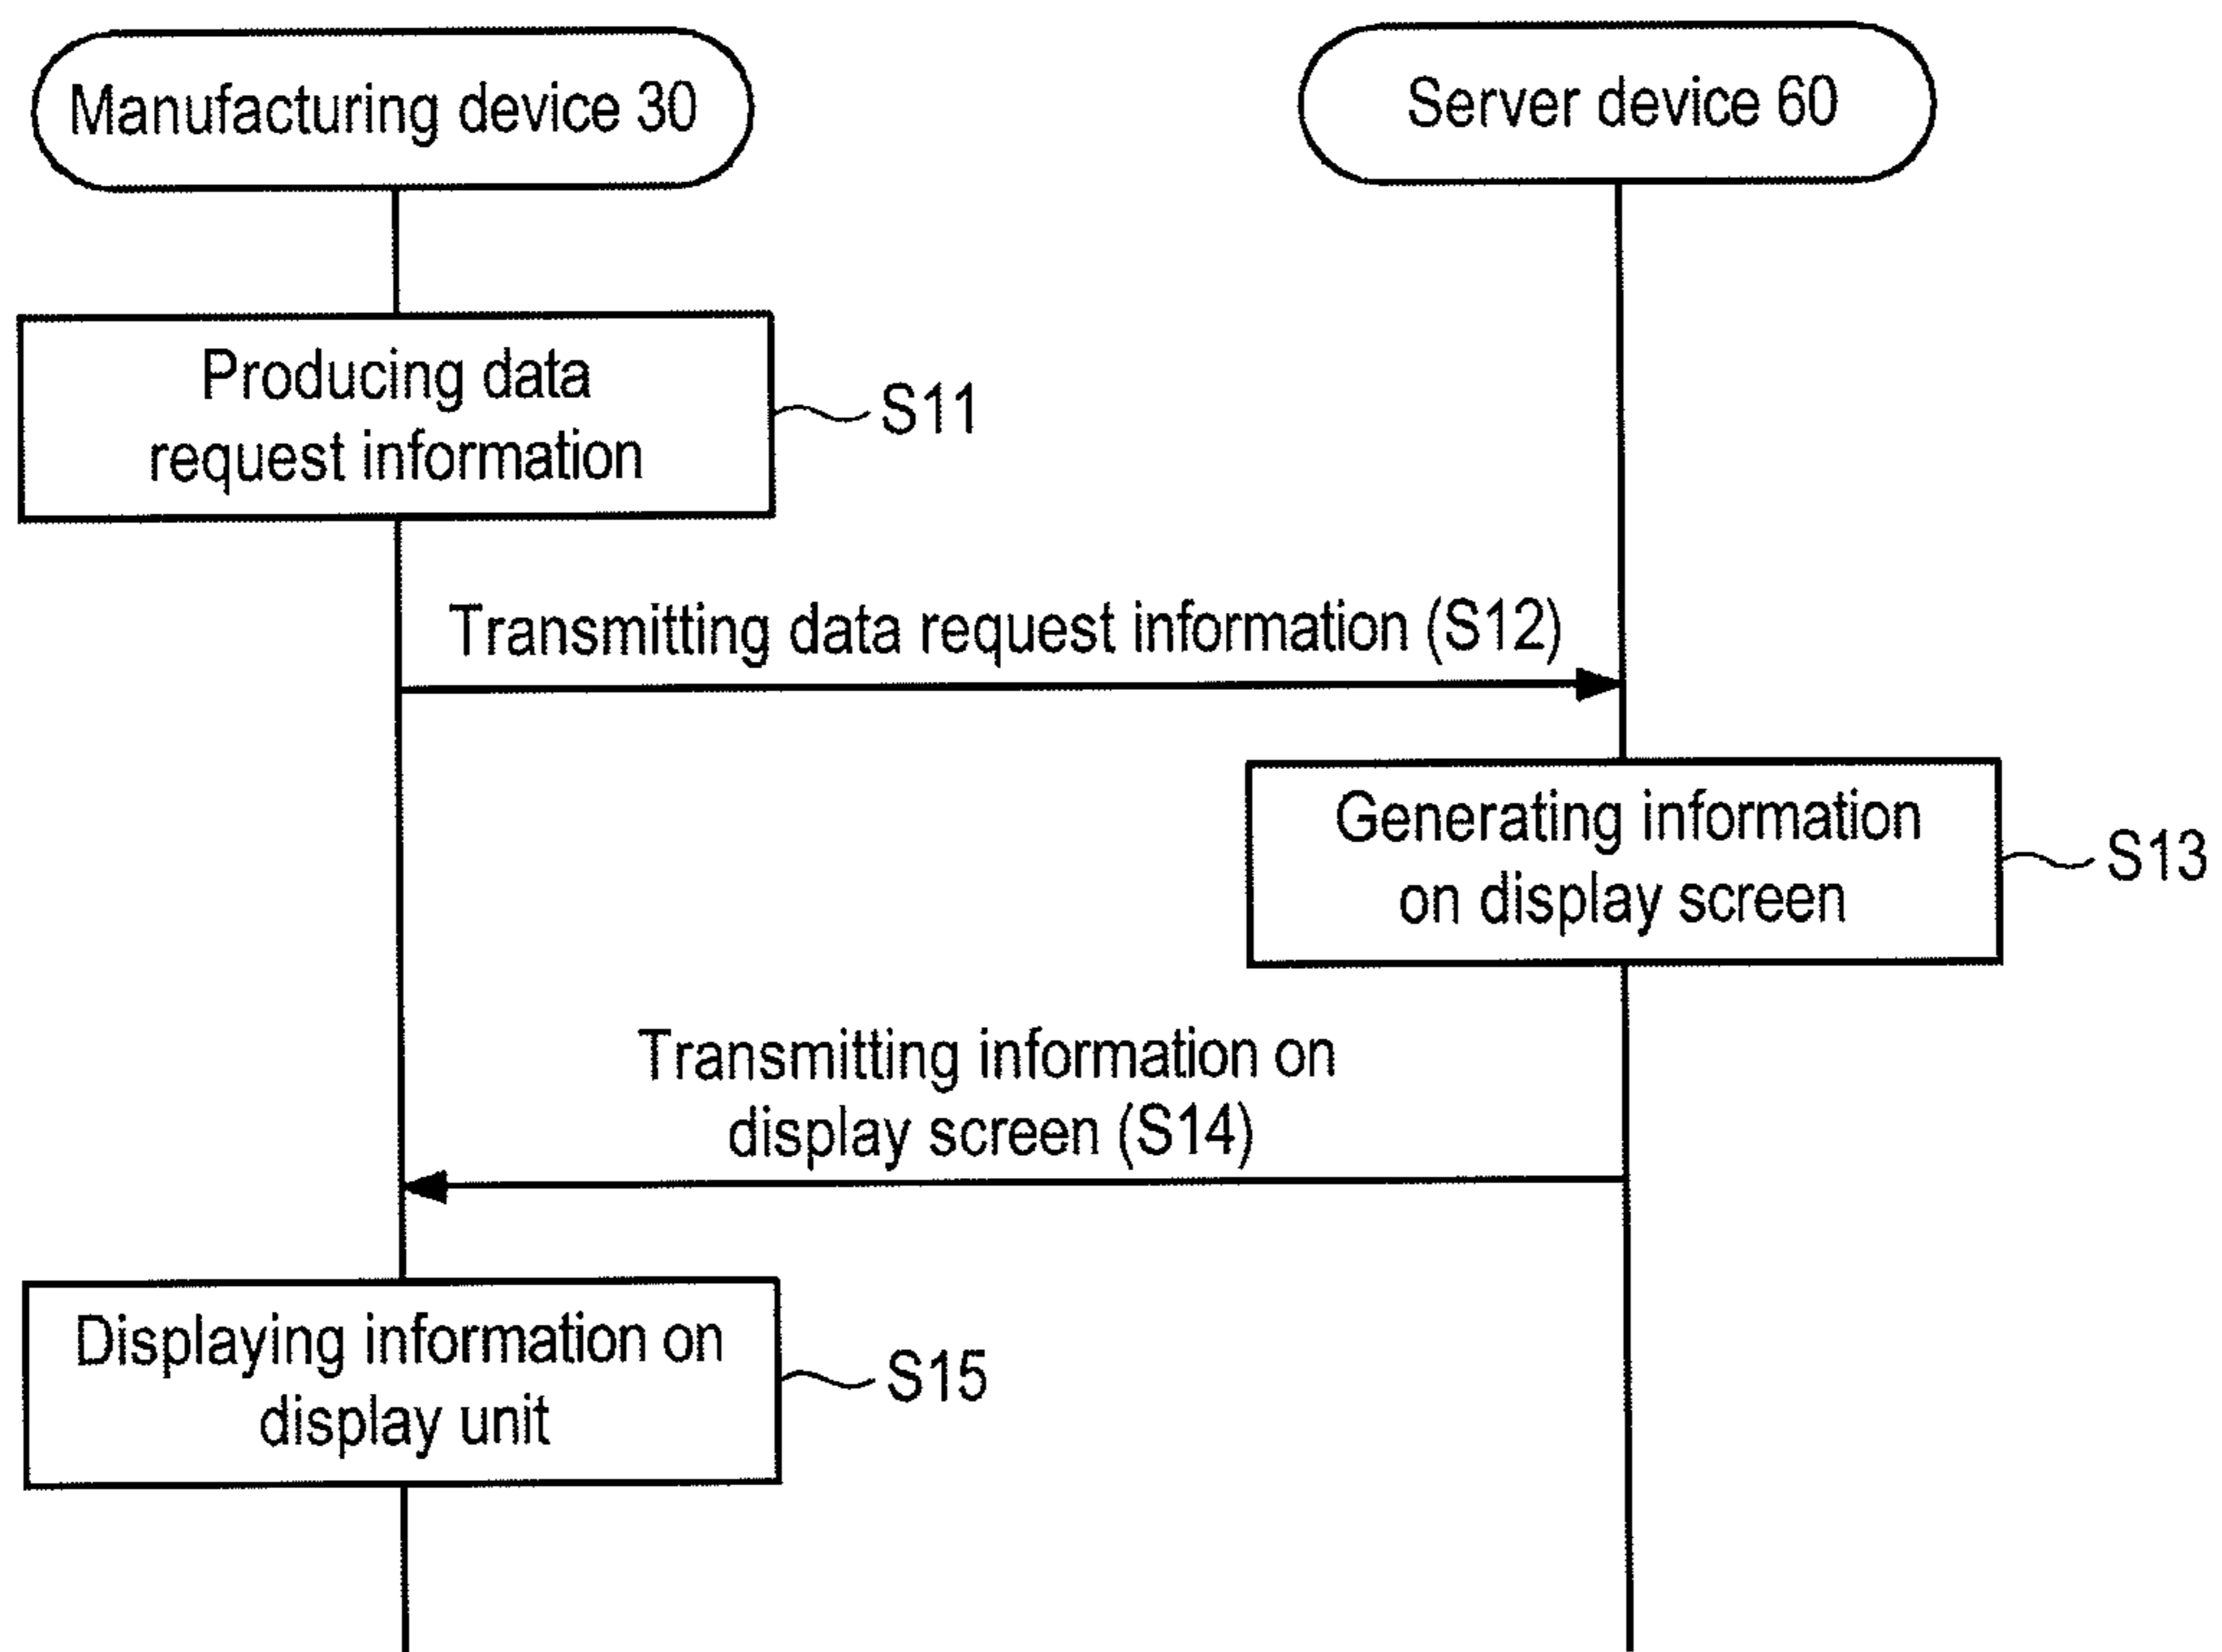 Manufacturing device 30
Server device 60
Producing data
request information
S11
Transmitting data request information (S12)
Generating information
on display screen
S13
Transmitting information on
display screen (S14)
Displaying information on
display unit
S15